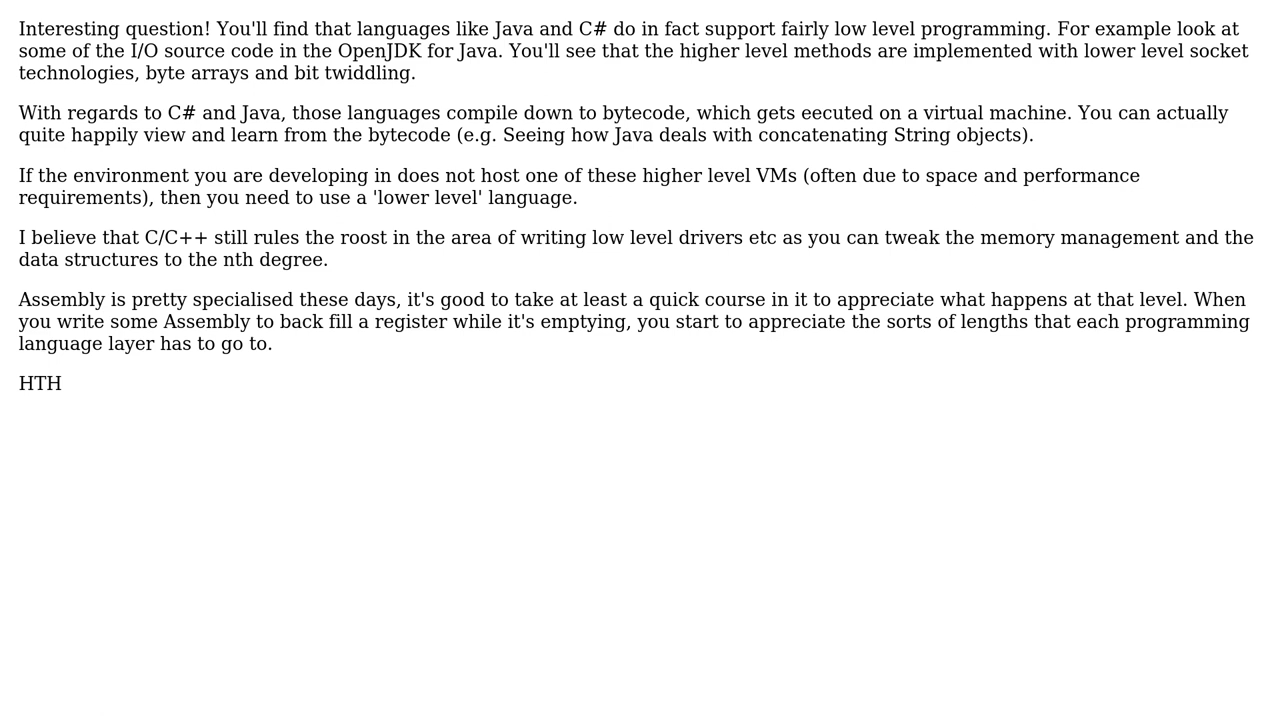 Interesting question! You'll find that languages like Java and C# do in fact support fairly low level programming. For example look at
some of the I/O source code in the OpenJDK for Java. You'll see that the higher level methods are implemented with lower level socket
technologies, byte arrays and bit twiddling.
With regards to C# and Java, those languages compile down to bytecode, which gets eecuted on a virtual machine. You can actually
quite happily view and learn from the bytecode (e.g. Seeing how Java deals with concatenating String objects).
If the environment you are developing in does not host one of these higher level VMs (often due to space and performance
requirements), then you need to use a 'lower level' language.
I believe that C/C++ still rules the roost in the area of writing low level drivers etc as you can tweak the memory management and the
data structures to the nth degree.
Assembly is pretty specialised these days, it's good to take at least a quick course in it to appreciate what happens at that level. When
you write some Assembly to back fill a register while it's emptying, you start to appreciate the sorts of lengths that each programming
language layer has to go to.
HTH